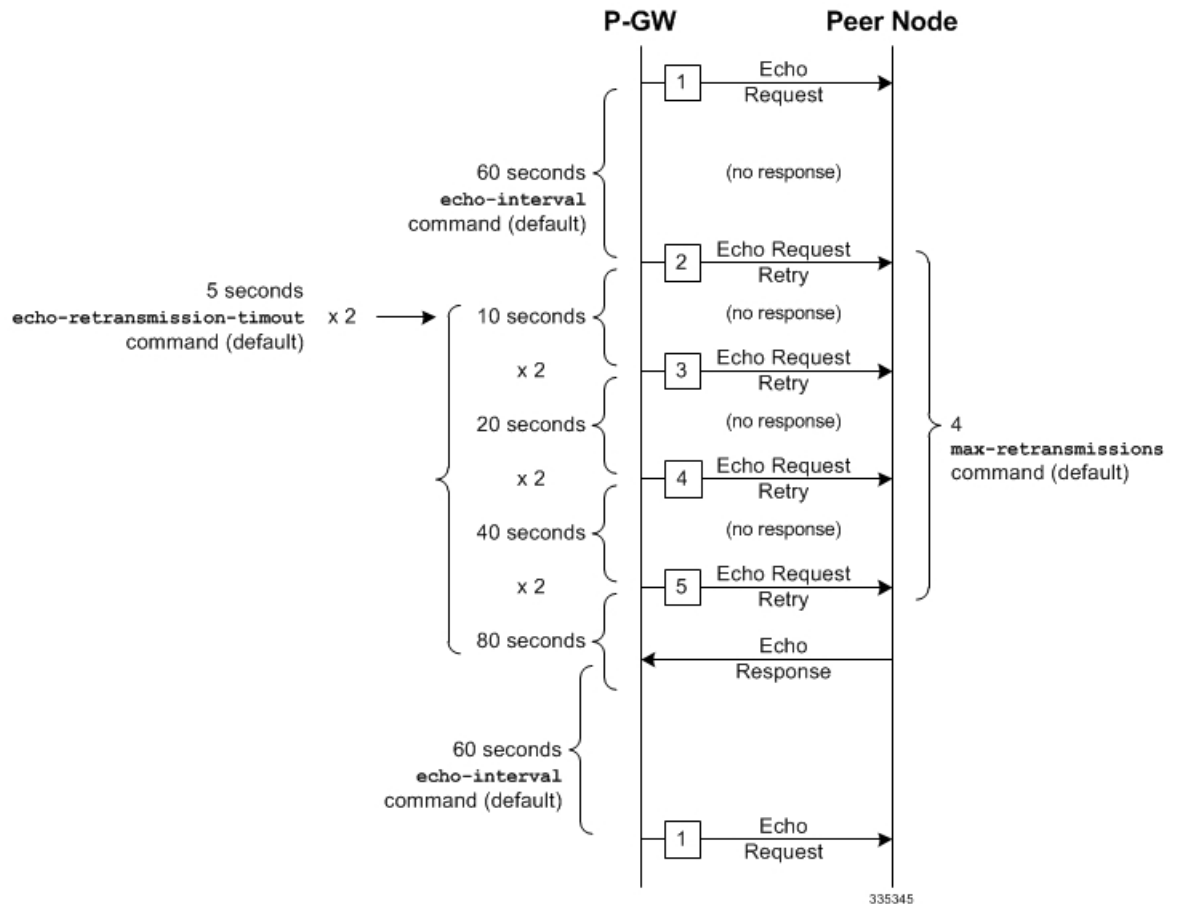 P-GW
Peer Node
1
Echo
Request
60 seconds
echo-interval
command (default)
(no response)
2
Echo Request
Retry
5 seconds
echo-retransmission-timout
command (default)
x 2
10 seconds
(no response)
x 2
3
Echo Request
Retry
20 seconds
(no response)
4
max-retransmissions
command (default)
x 2
4
Echo Request
Retry
40 seconds
(no response)
x 2
5
Echo Request
Retry
80 seconds
Echo
Response
60 seconds
echo-interval
command (default)
1
Echo
Request
335345